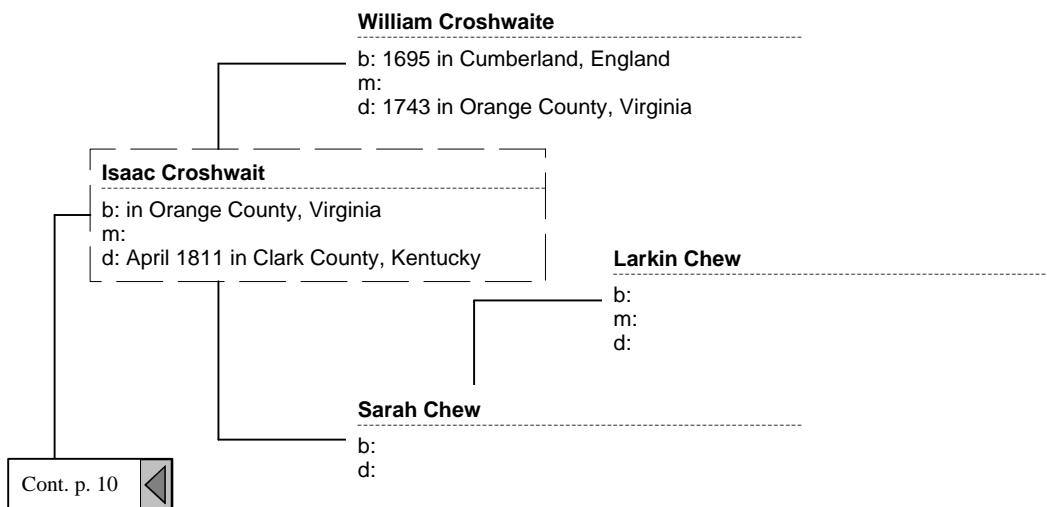 William Croshwaite
b: 1695 in Cumberland, England
m:
d: 1743 in Orange County, Virginia
Isaac Croshwait
b: in Orange County, Virginia
m:
d: April 1811 in Clark County, Kentucky
Larkin Chew
b:
m:
d:
Sarah Chew
b:
d:
Cont. p. 10